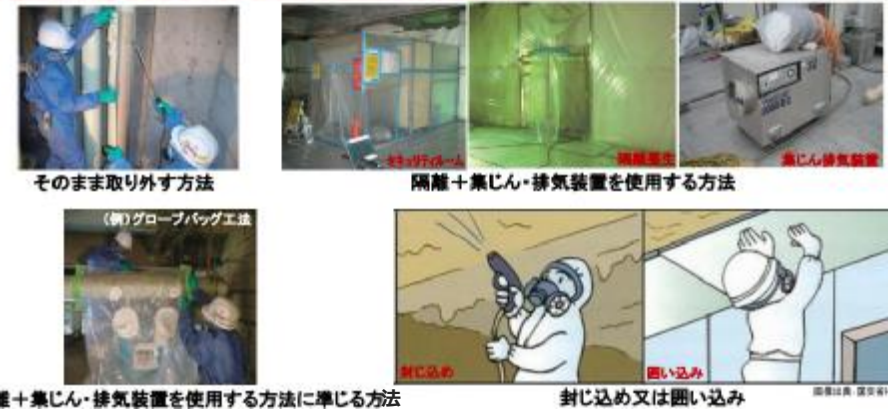 そのまま取り外す方法
セキュリティルーム
隔離養生
集じん排気装置
隔離＋集じん・排気装置を使用する方法
(例)グローブバッグ工法
離＋集じん・排気装置を使用する方法に準じる方法
封じ込め
囲い込み
封じ込め又は囲い込み